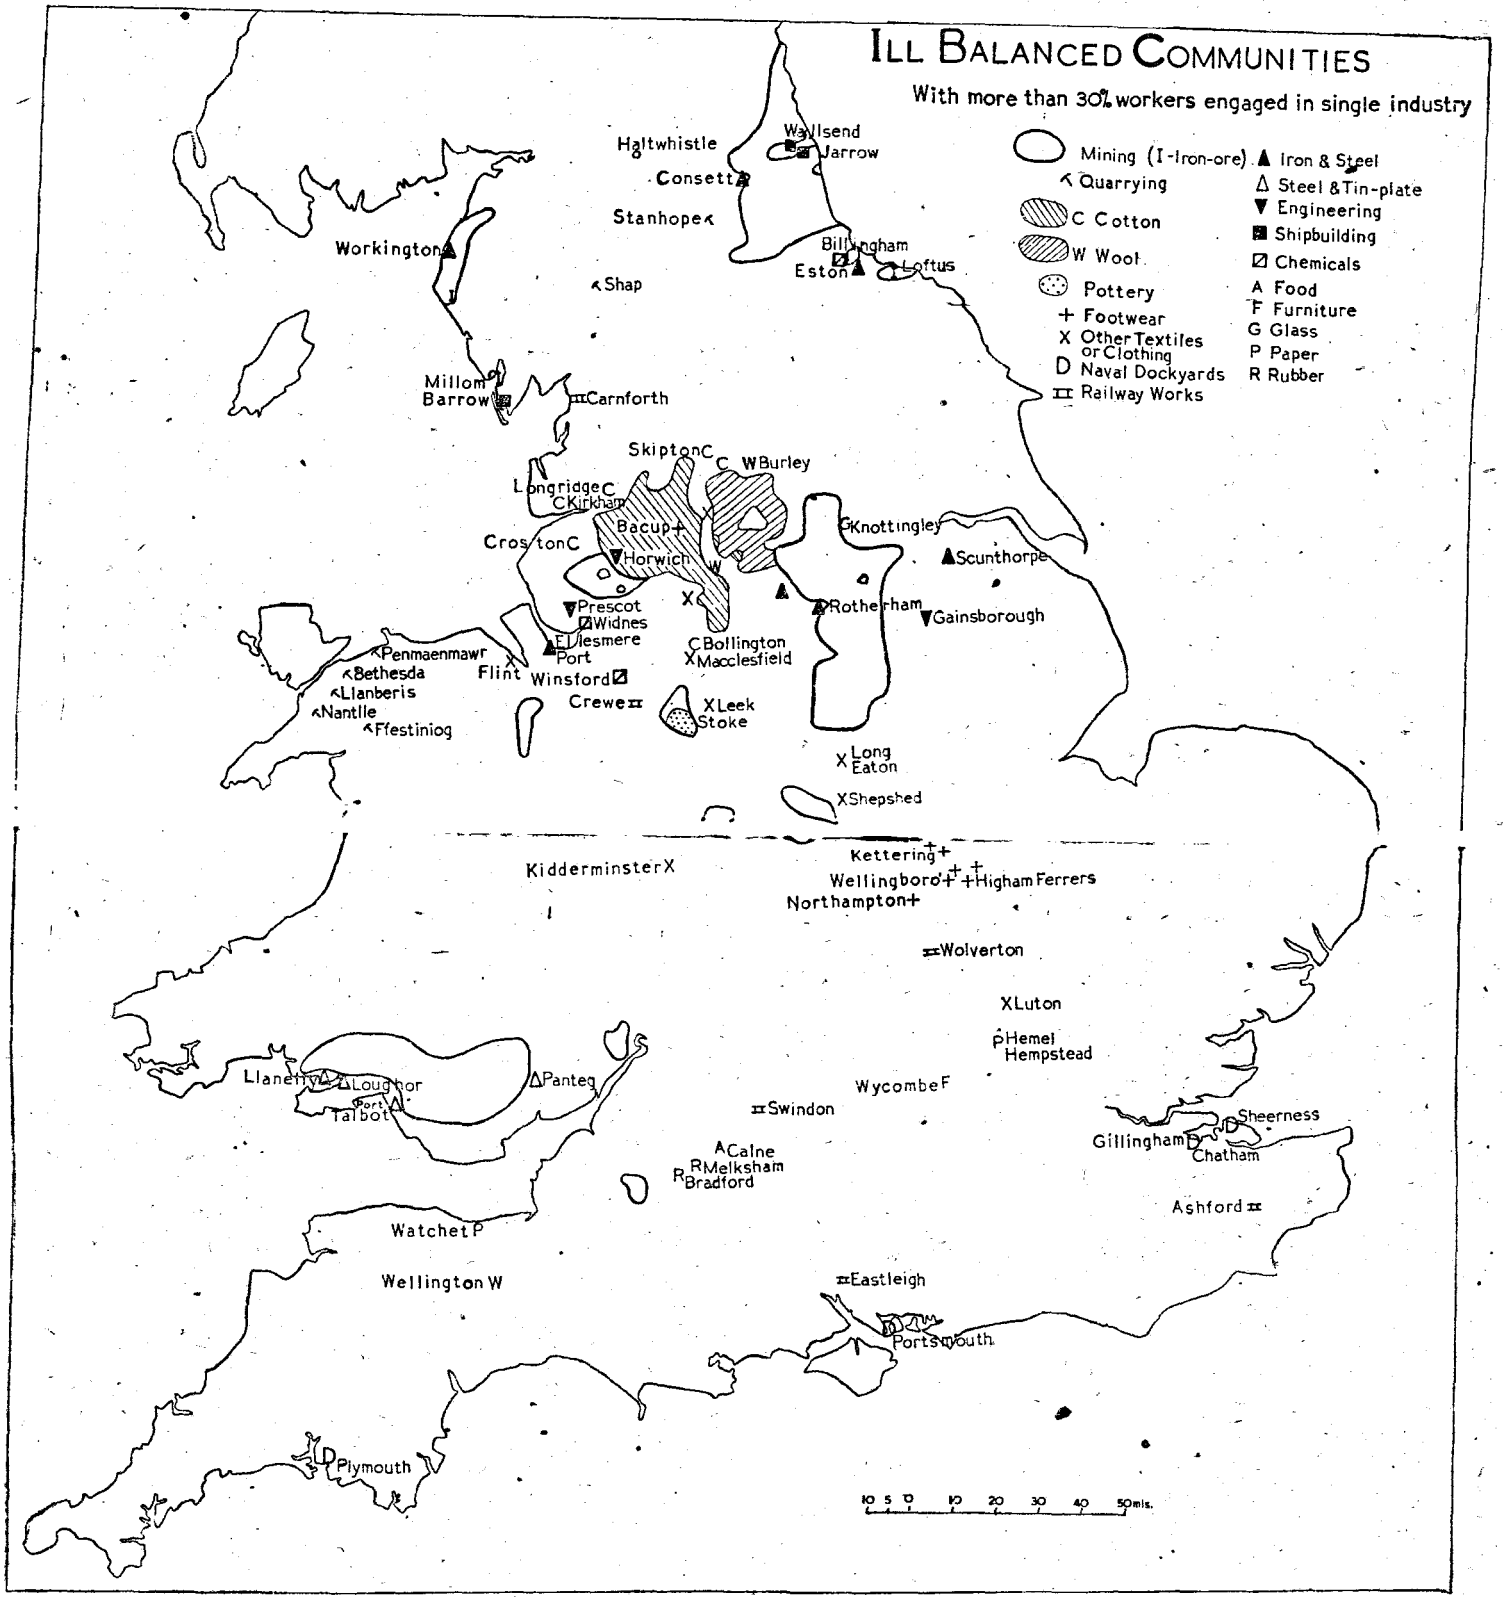 ILL BALANCED COMMUNITIES
With more than 30% workers engaged in single industry
Mining (I-Iron-ore)
Quarrying
C Cotton
W Wool
Pottery
+ Footwear
X Other Textiles
or Clothing
D Naval Dockyards
Railway Works
Iron & Steel
Steel & Tin-plate
Engineering
Shipbuilding
Chemicals
A Food
F Furniture
G Glass
P Paper
R Rubber
Haltwhistle
Wallsend
Jarrow
Consett
Stanhope
Workington
Billingham
Eston
Loftus
Shap
I
Millom
Barrow
Carnforth
Skipton C
C
W Burley
Longridge C
C Kirkham
X
Bacup +
G Knottingley
Croston C
Horwich
W
Scunthorpe
X
Prescot
Rotherham
Widnes
Gainsborough
Ellesmere
Port
C Bollington
X Macclesfield
Penmaenmawr
Bethesda
Flint
X
Winsford
Llanberis
Crewe
X Leek
Nantlle
Stoke
Ffestiniog
X Long
Eaton
X Shepshed
Kettering + +
Kidderminster X
Wellingboro' + + + + Higham Ferrers
Northampton +
Wolverton
X Luton
P Hemel
Hempstead
Llanelly
Loughor
Panteg
Wycombe F
Port
Talbot
Swindon
Sheerness
D
Gillingham D
Chatham
A Calne
R Melksham
R Bradford
Ashford
Watchet P
Wellington W
Eastleigh
D
Portsmouth
D Plymouth
10 5 0 10 20 30 40 50 mls.